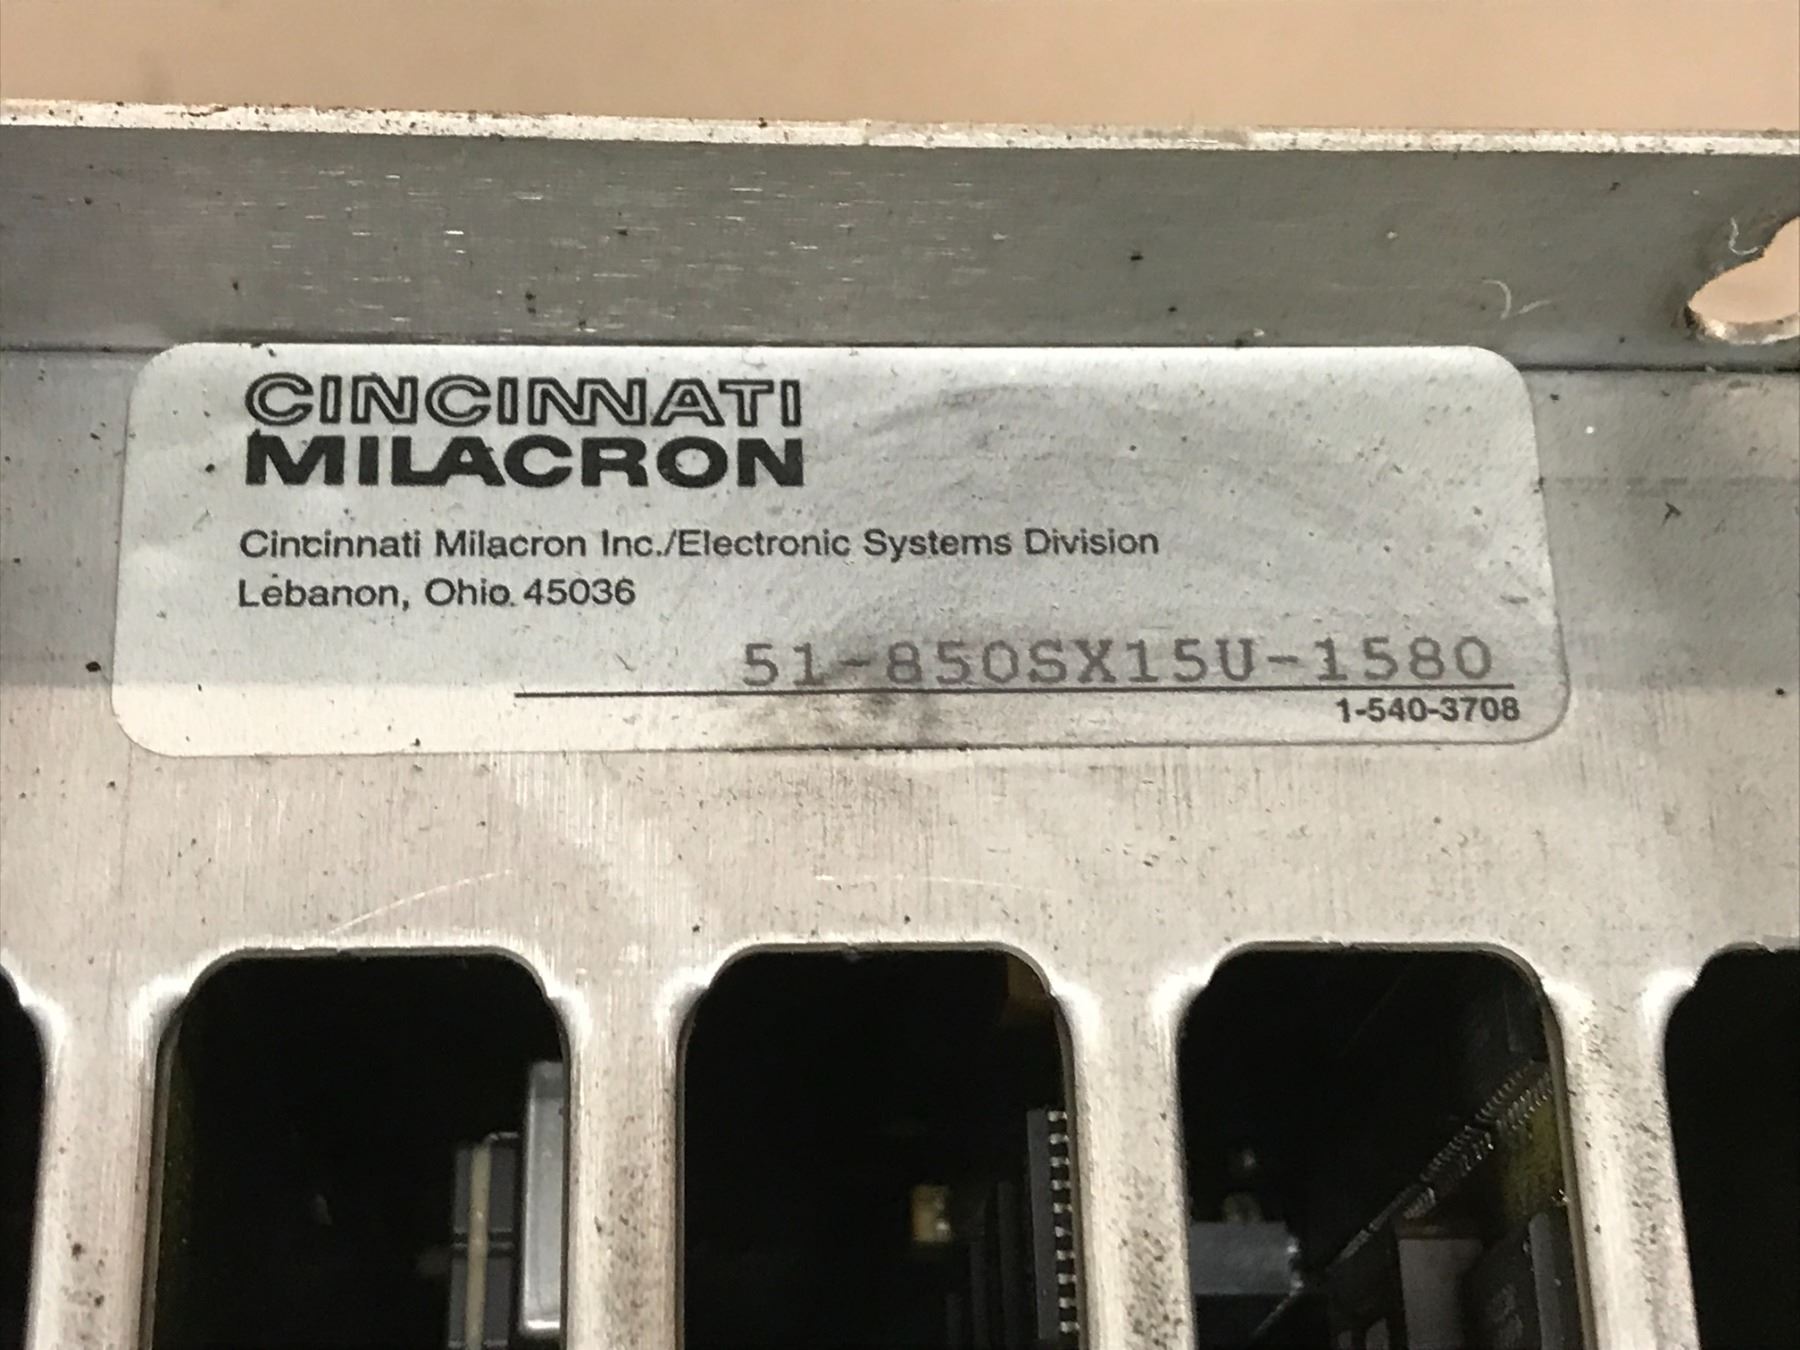 CINCINNATI
MILACRON
Cincinnati Milacron Inc./Electronic Systems Division
Lebanon, Ohio 45036
51-850SX15U-1580
1-540-3708